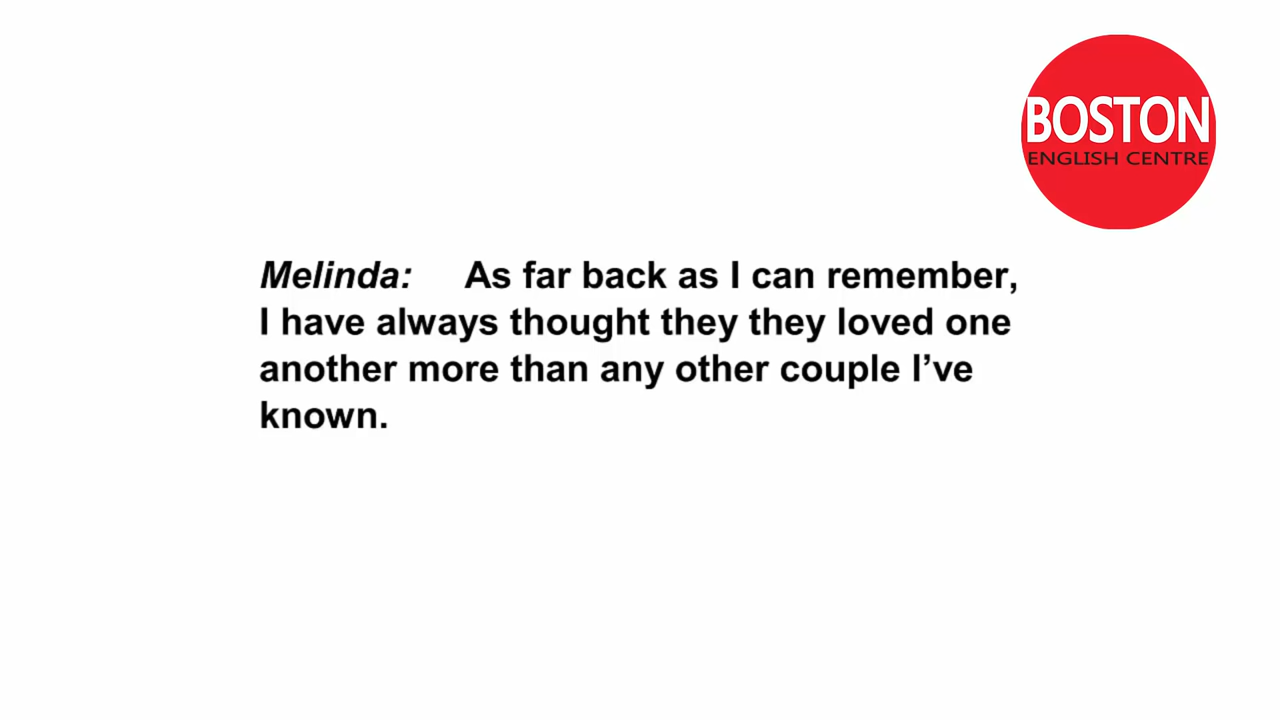 BOSTON
ENGLISH CENTRE
Melinda: As far back as I can remember,
I have always thought they they loved one
another more than any other couple I’ve
known.